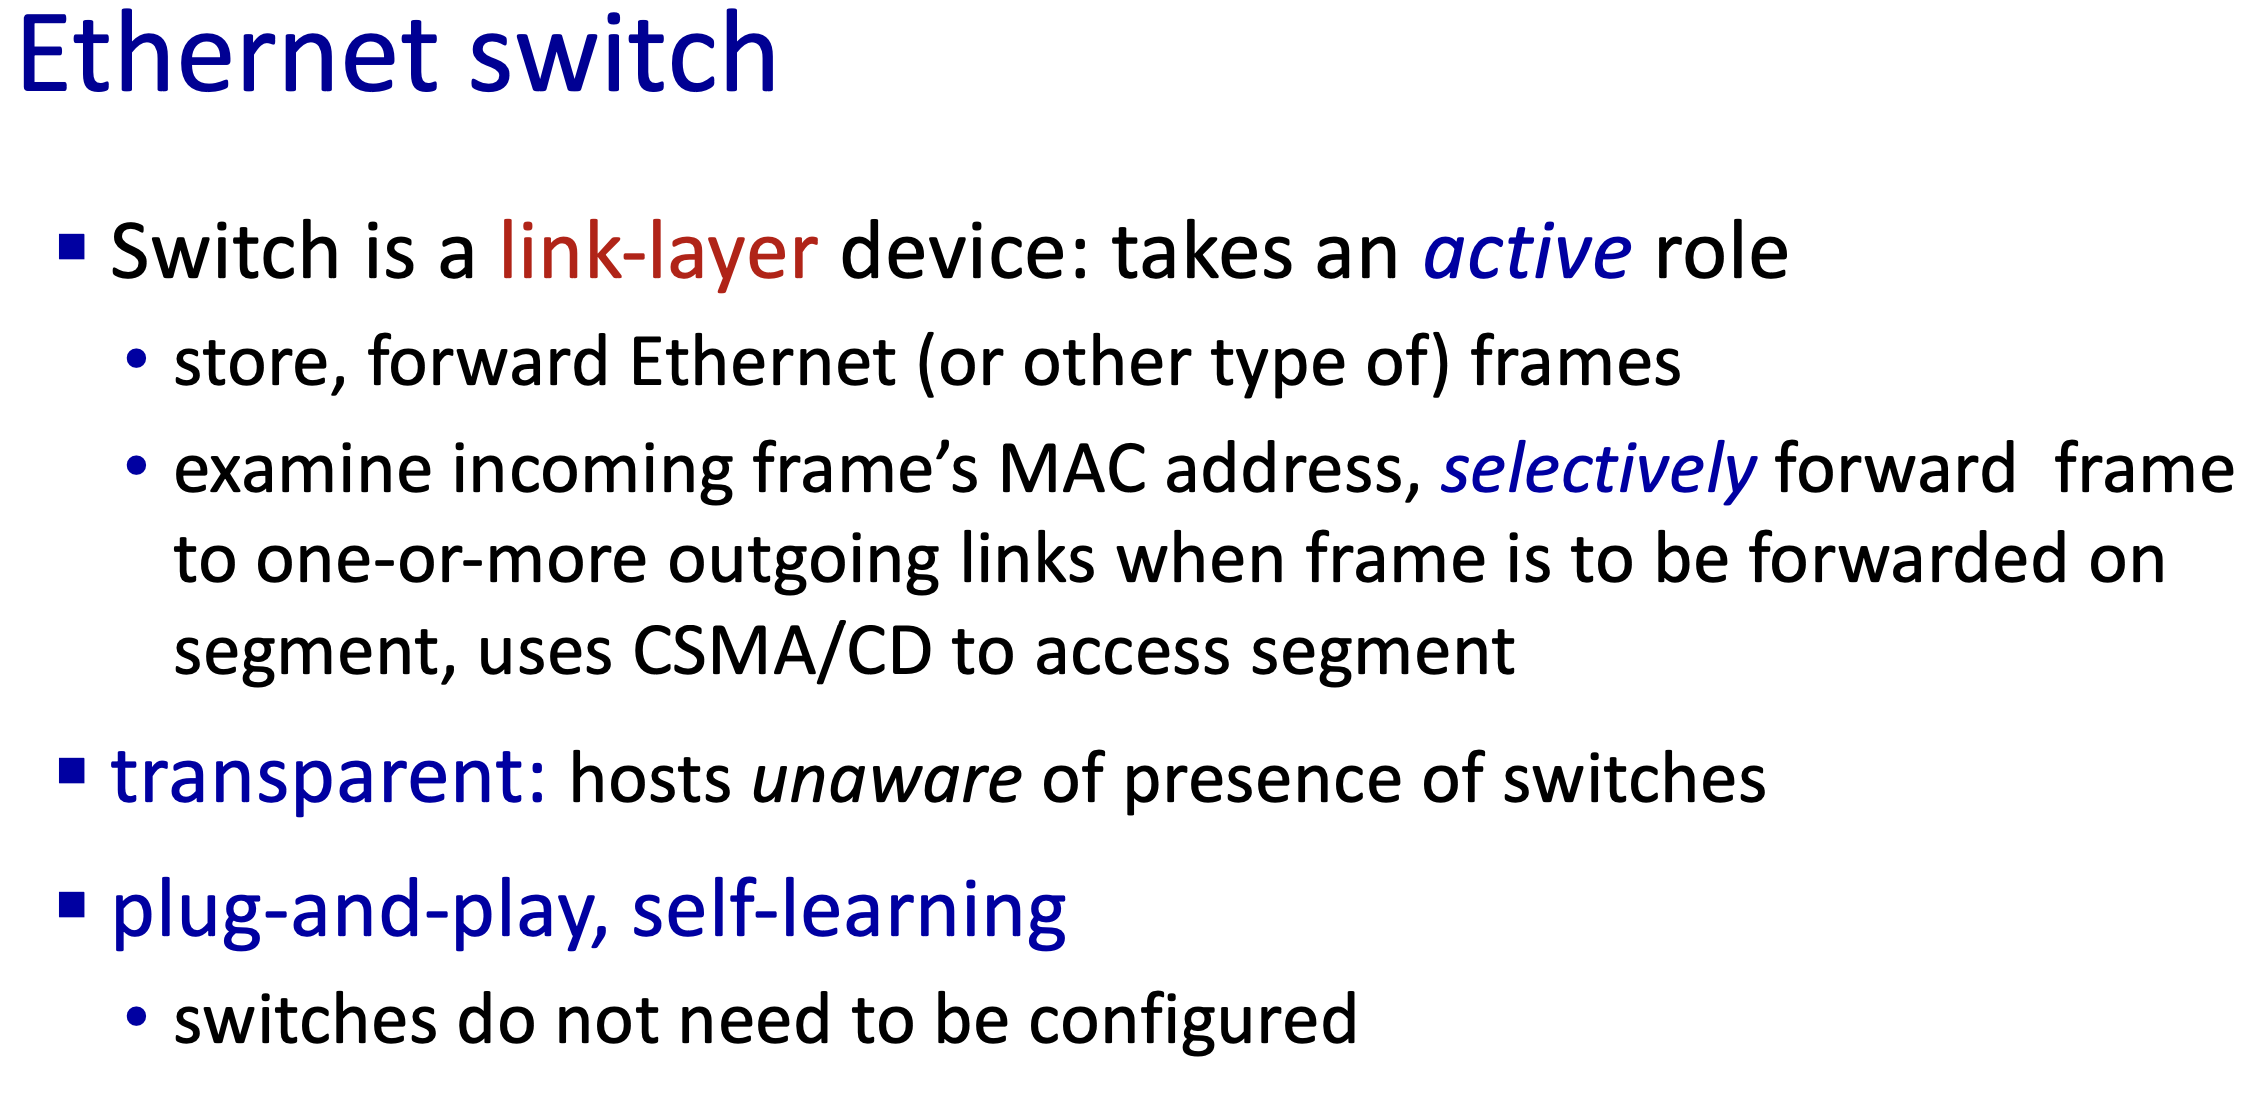 Ethernet switch
▪ Switch is a link-layer device: takes an active role
• store, forward Ethernet (or other type of) frames
• examine incoming frame’s MAC address, selectively forward  frame
to one-or-more outgoing links when frame is to be forwarded on
segment, uses CSMA/CD to access segment
▪ transparent: hosts unaware of presence of switches
▪ plug-and-play, self-learning
• switches do not need to be configured